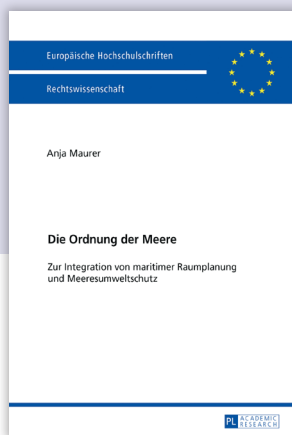 Europäische Hochschulschriften
Rechtswissenschaft
Anja Maurer
Die Ordnung der Meere
Zur Integration von maritimer Raumplanung
und Meeresumweltschutz
PL ACADEMIC
RESEARCH